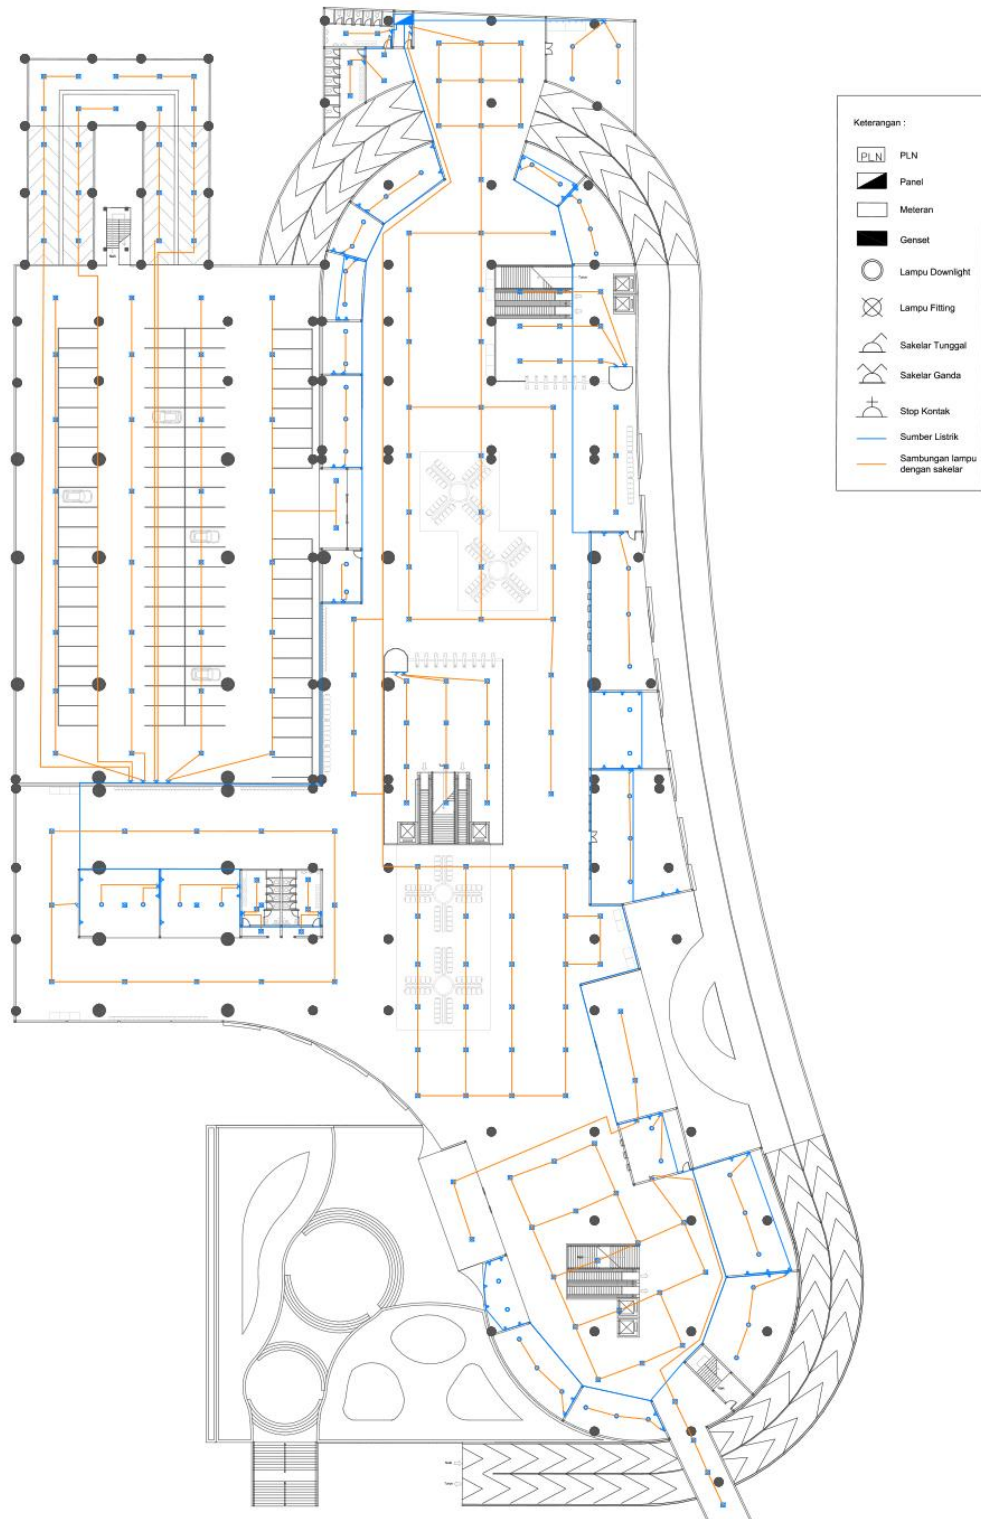 Keterangan :
PLN PLN
Panel
Meteran
Genset
Lampu Downlight
Lampu Fitting
Sakelar Tunggal
Sakelar Ganda
Stop Kontak
Sumber Listrik
Sambungan lampu
dengan sakelar